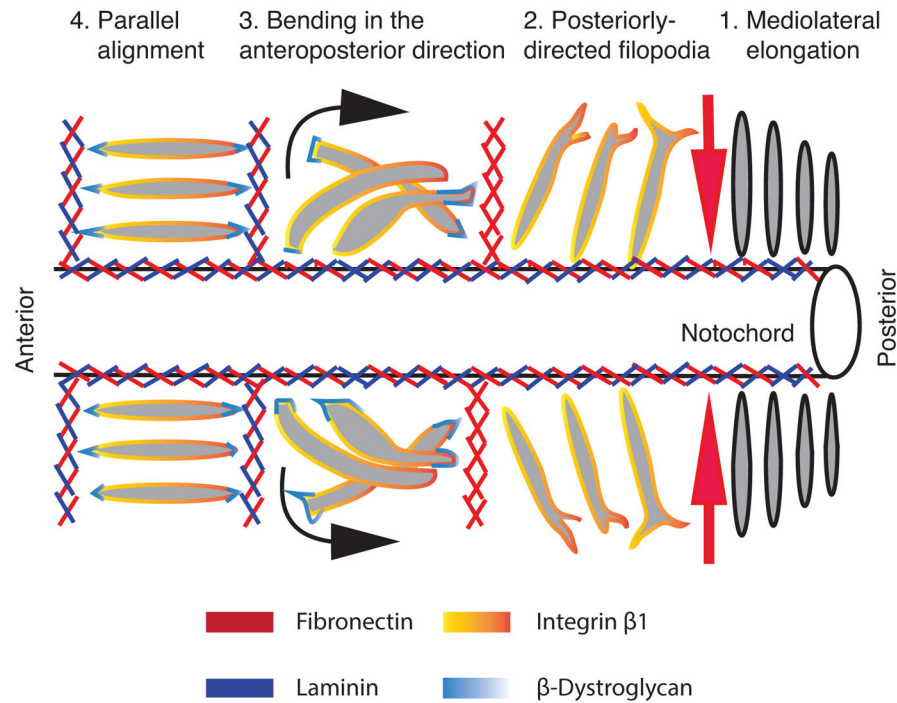 4. Parallel
alignment
3. Bending in the
anteroposterior direction
2. Posteriorly-
directed filopodia
1. Mediolateral
elongation
Anterior
Notochord
Posterior
Fibronectin
Integrin β1
Laminin
β-Dystroglycan